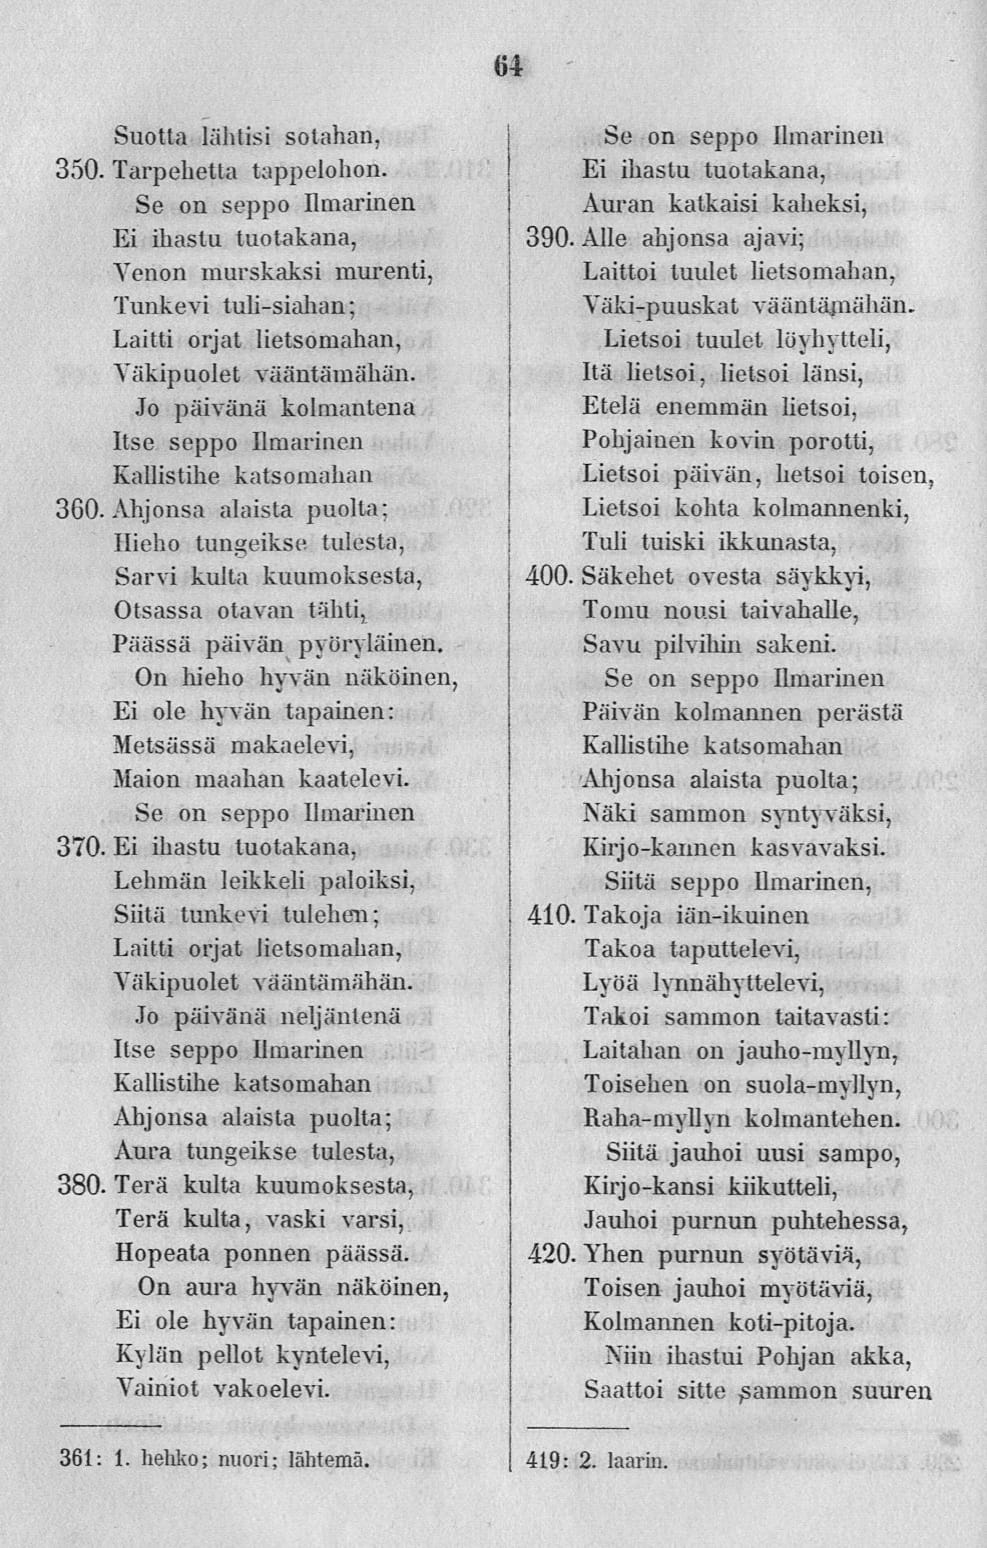 64
Suotta lähtisi sotahan,
350. Tarpehetta tappelohon.
Se on seppo Ilmarinen
Ei ihastu tuotakana,
Venon murskaksi murenti,
Tunkevi tuli-siahan;
Laitti orjat lietsomahan,
Väkipuolet vääntämähän.
Jo päivänä kolmantena
Itse seppo Ilmarinen
Kallistihe katsomahan
360. Ahjonsa alaista puolta;
Hieho tungeikse tulesta,
Sarvi kulta kuumoksesta,
Otsassa otavan tähti,
Päässä päivän pyöryläinen.
On hieho hyvän näköinen,
Ei ole hyvän tapainen:
Metsässä makaelevi,
Maion maahan kaatelevi.
Se on seppo Ilmarinen
370. Ei ihastu tuotakana,
Lehmän leikkeli paloiksi,
Siitä tunkevi tulehen;
Laitti orjat lietsomahan,
Väkipuolet vääntämähän.
Jo päivänä neljäntenä
Itse seppo Ilmarinen
Kallistihe katsomahan
Ahjonsa alaista puolta;
Aura tungeikse tulesta,
380. Terä kulta kuumoksesta,
Terä kulta, vaski varsi,
Hopeata ponnen päässä.
On aura hyvän näköinen,
Ei ole hyvän tapainen:
Kylän pellot kyntelevi,
Vainiot vakoelevi.
361: 1. hehko; nuori; lähtemä.
Se on seppo Ilmarinen
Ei ihastu tuotakana,
Auran katkaisi kaheksi,
390. Alle ahjonsa ajavi;
Laittoi tuulet lietsomahan,
Väki-puuskat vääntämähän.
Lietsoi tuulet löyhytteli,
Itä lietsoi, lietsoi länsi,
Etelä enemmän lietsoi,
Pohjainen kovin porotti,
Lietsoi päivän, lietsoi toisen,
Lietsoi kohta kolmannenki,
Tuli tuiski ikkunasta,
400. Säkehet ovesta säykkyi,
Tomu nousi taivahalle,
Savu pilvihin sakeni.
Se on seppo Ilmarinen
Päivän kolmannen perästä
Kallistihe katsomahan
Ahjonsa alaista puolta;
Näki sammon syntyväksi,
Kirjo-kannen kasvavaksi.
Siitä seppo Ilmarinen,
410. Takoja iän-ikuinen
Takoa taputtelevi,
Lyöä lynnähyttelevi,
Takoi sammon taitavasti:
Laitahan on jauho-myllyn,
Toisehen on suola-myllyn,
Raha-myllyn kolmantehen.
Siitä jauhoi uusi sampo,
Kirjo-kansi kiikutteli,
Jauhoi purnun puhtehessa,
420. Yhen purnun syötäviä,
Toisen jauhoi myötäviä,
Kolmannen koti-pitoja.
Niin ihastui Pohjan akka,
Saattoi sitte sammon suuren
419: 2. laarin.